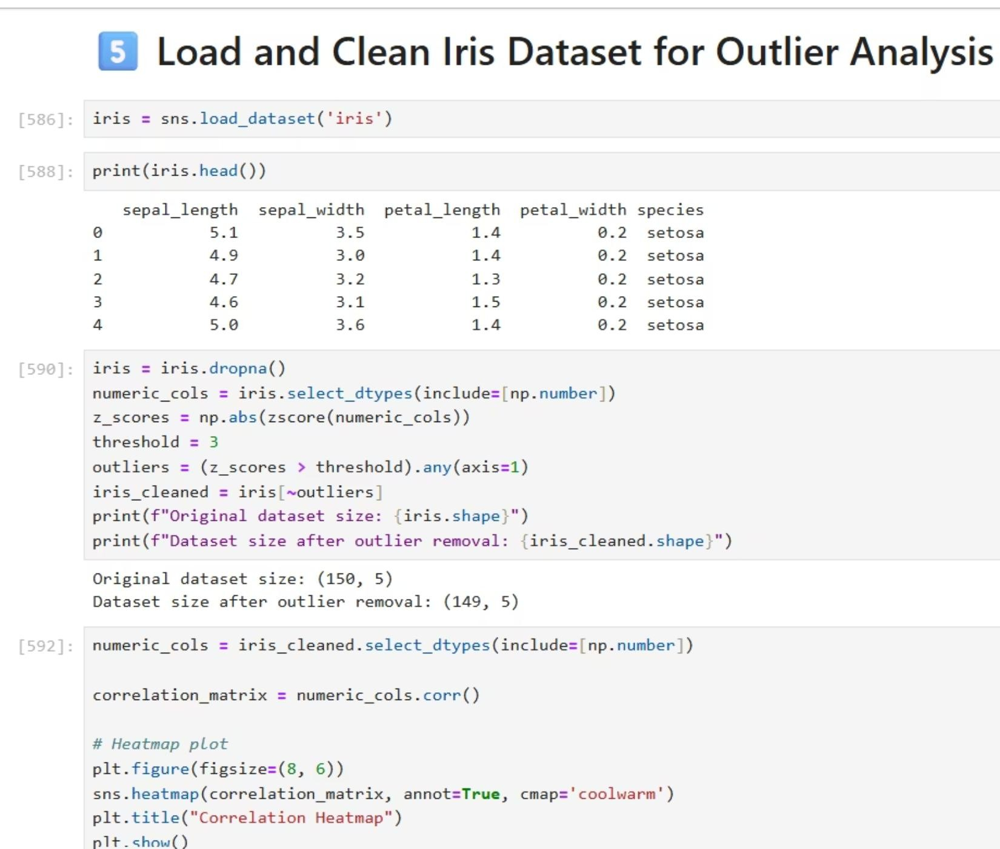 5 Load and Clean Iris Dataset for Outlier Analysis
[586]: iris = sns.load_dataset('iris')
[588]: print(iris.head())
   sepal_length  sepal_width  petal_length  petal_width species
0           5.1          3.5           1.4          0.2  setosa
1           4.9          3.0           1.4          0.2  setosa
2           4.7          3.2           1.3          0.2  setosa
3           4.6          3.1           1.5          0.2  setosa
4           5.0          3.6           1.4          0.2  setosa
[590]: iris = iris.dropna()
numeric_cols = iris.select_dtypes(include=[np.number])
z_scores = np.abs(zscore(numeric_cols))
threshold = 3
outliers = (z_scores > threshold).any(axis=1)
iris_cleaned = iris[~outliers]
print(f"Original dataset size: {iris.shape}")
print(f"Dataset size after outlier removal: {iris_cleaned.shape}")
Original dataset size: (150, 5)
Dataset size after outlier removal: (149, 5)
[592]: numeric_cols = iris_cleaned.select_dtypes(include=[np.number])
correlation_matrix = numeric_cols.corr()
# Heatmap plot
plt.figure(figsize=(8, 6))
sns.heatmap(correlation_matrix, annot=True, cmap='coolwarm')
plt.title("Correlation Heatmap")
plt.show()